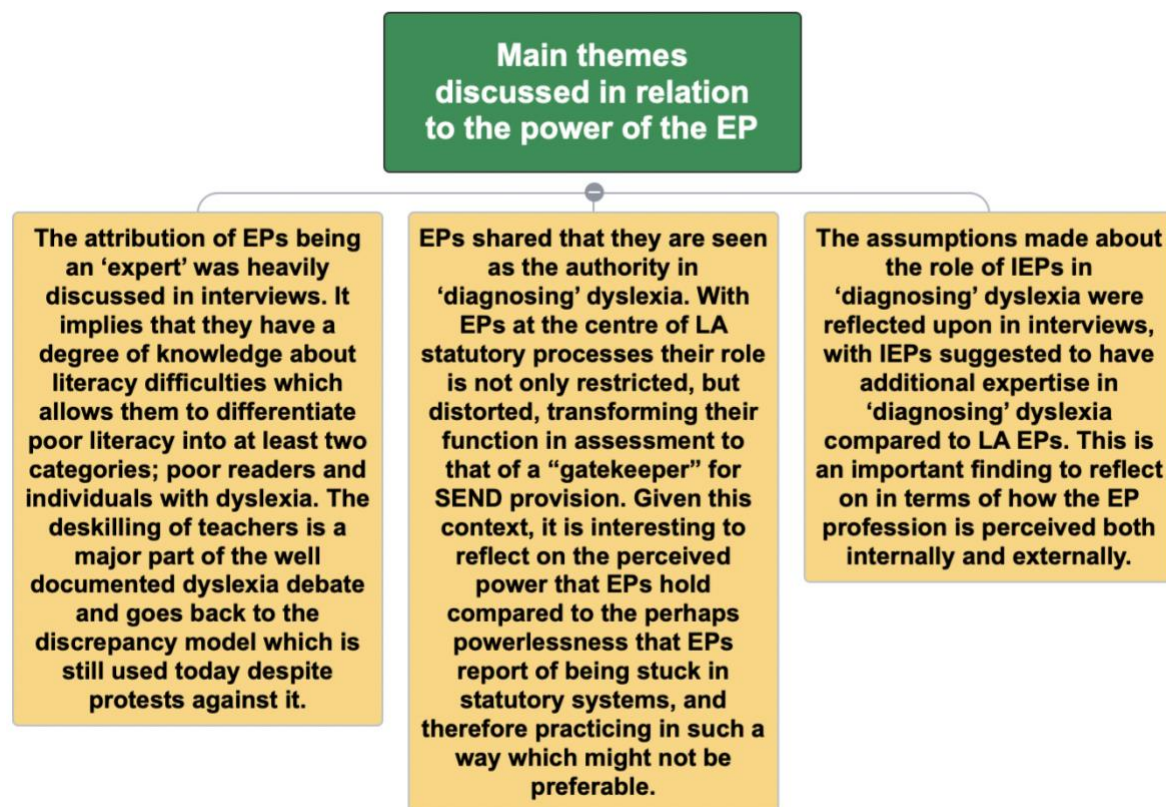 Main themes
discussed in relation
to the power of the EP
The attribution of EPs being
an ‘expert’ was heavily
discussed in interviews. It
implies that they have a
degree of knowledge about
literacy difficulties which
allows them to differentiate
poor literacy into at least two
categories; poor readers and
individuals with dyslexia. The
deskilling of teachers is a
major part of the well
documented dyslexia debate
and goes back to the
discrepancy model which is
still used today despite
protests against it.
EPs shared that they are seen
as the authority in
‘diagnosing’ dyslexia. With
EPs at the centre of LA
statutory processes their role
is not only restricted, but
distorted, transforming their
function in assessment to
that of a “gatekeeper” for
SEND provision. Given this
context, it is interesting to
reflect on the perceived
power that EPs hold
compared to the perhaps
powerlessness that EPs
report of being stuck in
statutory systems, and
therefore practicing in such a
way which might not be
preferable.
The assumptions made about
the role of IEPs in
‘diagnosing’ dyslexia were
reflected upon in interviews,
with IEPs suggested to have
additional expertise in
‘diagnosing’ dyslexia
compared to LA EPs. This is
an important finding to reflect
on in terms of how the EP
profession is perceived both
internally and externally.